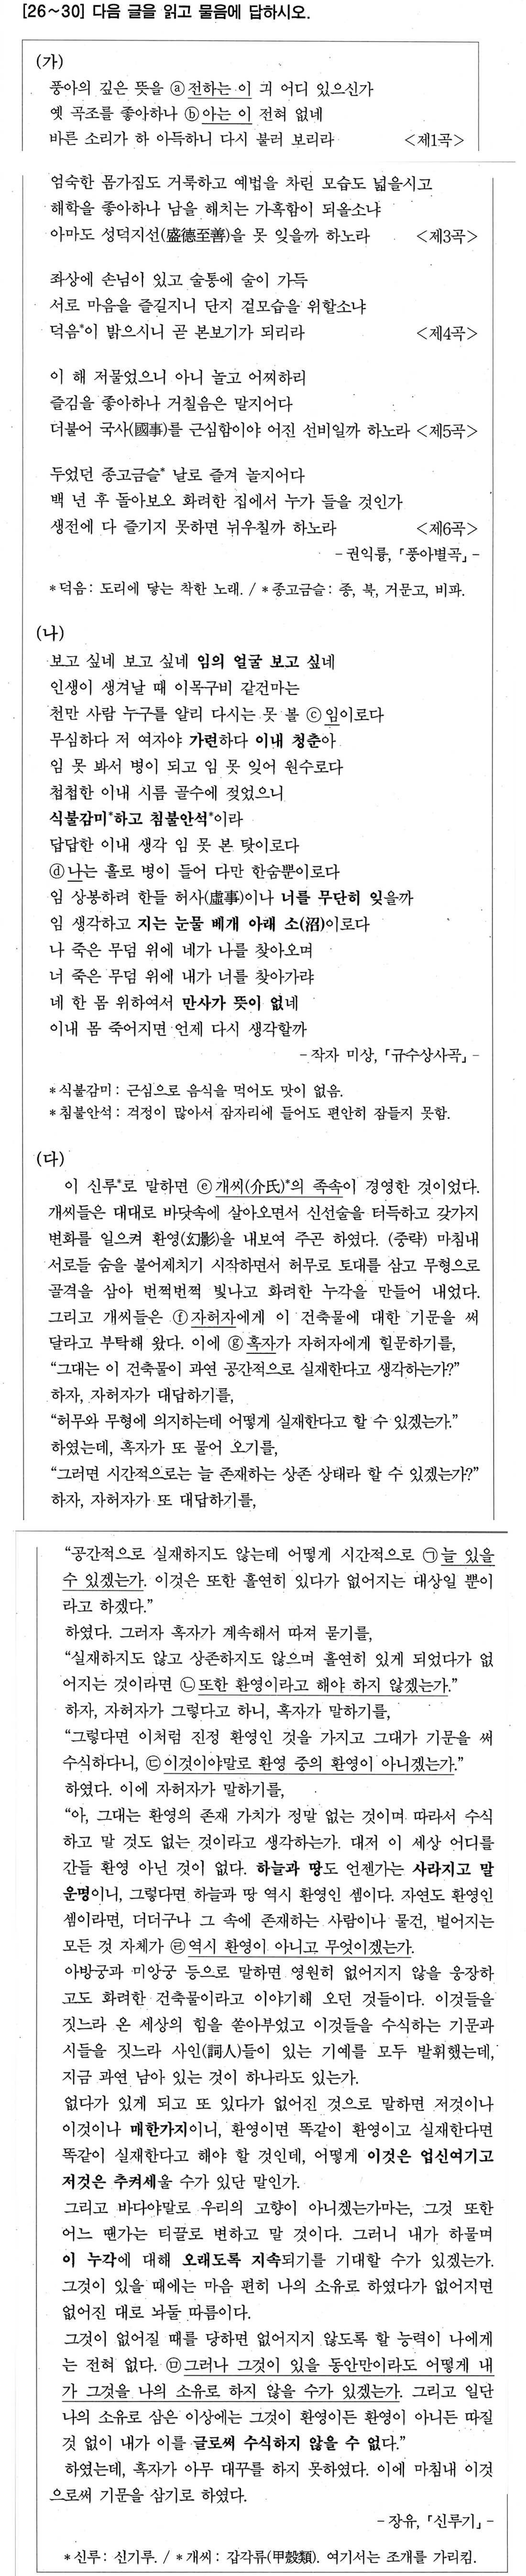 [26~30] 다음 글을 읽고 물음에 답하시오.
(가)
풍아의 깊은 뜻을 ⓐ전하는 이 긔 어디 있으신가
옛 곡조를 좋아하나 ⓑ아는 이 전혀 없네
바른 소리가 하 아득하니 다시 불러 보리라 <제1곡>
엄숙한 몸가짐도 거룩하고 예법을 차린 모습도 넓을시고
해학을 좋아하나 남을 해치는 가혹함이 되올소냐
아마도 성덕지선(盛德至善)을 못 잊을까 하노라 <제3곡>
좌상에 손님이 있고 술통에 술이 가득
서로 마음을 즐길지니 단지 겉모습을 위할소냐
덕음*이 밝으시니 곧 본보기가 되리라 <제4곡>
이 해 저물었으니 아니 놀고 어찌하리
즐김을 좋아하나 거칠음은 말지어다
더불어 국사(國事)를 근심함이야 어진 선비일까 하노라 <제5곡>
두었던 종고금슬* 날로 즐겨 놀지어다
백 년 후 돌아보오 화려한 집에서 누가 들을 것인가
생전에 다 즐기지 못하면 뉘우칠까 하노라 <제6곡>
- 권익륭, 「풍아별곡」 -
*덕음: 도리에 닿는 착한 노래. / *종고금슬: 종, 북, 거문고, 비파.
(나)
보고 싶네 보고 싶네 임의 얼굴 보고 싶네
인생이 생겨날 때 이목구비 같건마는
천만 사람 누구를 알리 다시는 못 볼 ⓒ임이로다
무심하다 저 여자야 가련하다 이내 청춘아
임 못 봐서 병이 되고 임 못 잊어 원수로다
첩첩한 이내 시름 골수에 젖었으니
식불감미*하고 침불안석*이라
답답한 이내 생각 임 못 본 탓이로다
ⓓ나는 홀로 병이 들어 다만 한숨뿐이로다
임 상봉하려 한들 허사(虛事)이나 너를 무단히 잊을까
임 생각하고 지는 눈물 베개 아래 소(沼)이로다
나 죽은 무덤 위에 네가 나를 찾아오며
너 죽은 무덤 위에 내가 너를 찾아가랴
네 한 몸 위하여서 만사가 뜻이 없네
이내 몸 죽어지면 언제 다시 생각할까
- 작자 미상, 「규수상사곡」 -
*식불감미: 근심으로 음식을 먹어도 맛이 없음.
*침불안석: 걱정이 많아서 잠자리에 들어도 편안히 잠들지 못함.
(다)
이 신루*로 말하면 ⓔ개씨(介氏)*의 족속이 경영한 것이었다.
개씨들은 대대로 바닷속에 살아오면서 신선술을 터득하고 갖가지
변화를 일으켜 환영(幻影)을 내보여 주곤 하였다. (중략) 마침내
서로들 숨을 불어제치기 시작하면서 허무로 토대를 삼고 무형으로
골격을 삼아 번쩍번쩍 빛나고 화려한 누각을 만들어 내었다.
그리고 개씨들은 ⓕ자허자에게 이 건축물에 대한 기문을 써
달라고 부탁해 왔다. 이에 ⓖ혹자가 자허자에게 힐문하기를,
“그대는 이 건축물이 과연 공간적으로 실재한다고 생각하는가?”
하자, 자허자가 대답하기를,
“허무와 무형에 의지하는데 어떻게 실재한다고 할 수 있겠는가.”
하였는데, 혹자가 또 물어 오기를,
“그러면 시간적으로는 늘 존재하는 상존 상태라 할 수 있겠는가?”
하자, 자허자가 또 대답하기를,
“공간적으로 실재하지도 않는데 어떻게 시간적으로 ㉠늘 있을
수 있겠는가. 이것은 또한 홀연히 있다가 없어지는 대상일 뿐이
라고 하겠다.”
하였다. 그러자 혹자가 계속해서 따져 묻기를,
“실재하지도 않고 상존하지도 않으며 홀연히 있게 되었다가 없
어지는 것이라면 ㉡또한 환영이라고 해야 하지 않겠는가.”
하자, 자허자가 그렇다고 하니, 혹자가 말하기를,
“그렇다면 이처럼 진정 환영인 것을 가지고 그대가 기문을 써
수식하다니, ㉢이것이야말로 환영 중의 환영이 아니겠는가.”
하였다. 이에 자허자가 말하기를,
“아, 그대는 환영의 존재 가치가 정말 없는 것이며 따라서 수식
하고 말 것도 없는 것이라고 생각하는가. 대저 이 세상 어디를
간들 환영 아닌 것이 없다. 하늘과 땅도 언젠가는 사라지고 말
운명이니, 그렇다면 하늘과 땅 역시 환영인 셈이다. 자연도 환영인
셈이라면, 더더구나 그 속에 존재하는 사람이나 물건, 벌어지는
모든 것 자체가 ㉣역시 환영이 아니고 무엇이겠는가.
아방궁과 미앙궁 등으로 말하면 영원히 없어지지 않을 웅장하
고도 화려한 건축물이라고 이야기해 오던 것들이다. 이것들을
짓느라 온 세상의 힘을 쏟아부었고 이것들을 수식하는 기문과
시들을 짓느라 사인(詞人)들이 있는 기예를 모두 발휘했는데,
지금 과연 남아 있는 것이 하나라도 있는가.
없다가 있게 되고 또 있다가 없어진 것으로 말하면 저것이나
이것이나 매한가지이니, 환영이면 똑같이 환영이고 실재한다면
똑같이 실재한다고 해야 할 것인데, 어떻게 이것은 업신여기고
저것은 추켜세울 수가 있단 말인가.
그리고 바다야말로 우리의 고향이 아니겠는가마는, 그것 또한
어느 땐가는 티끌로 변하고 말 것이다. 그러니 내가 하물며
이 누각에 대해 오래도록 지속되기를 기대할 수가 있겠는가.
그것이 있을 때에는 마음 편히 나의 소유로 하였다가 없어지면
없어진 대로 놔둘 따름이다.
그것이 없어질 때를 당하면 없어지지 않도록 할 능력이 나에게
는 전혀 없다. ㉤그러나 그것이 있을 동안만이라도 어떻게 내
가 그것을 나의 소유로 하지 않을 수가 있겠는가. 그리고 일단
나의 소유로 삼은 이상에는 그것이 환영이든 환영이 아니든 따질
것 없이 내가 이를 글로써 수식하지 않을 수 없다.”
하였는데, 혹자가 아무 대꾸를 하지 못하였다. 이에 마침내 이것
으로써 기문을 삼기로 하였다.
- 장유, 「신루기」 -
*신루: 신기루. / *개씨: 갑각류(甲殼類). 여기서는 조개를 가리킴.